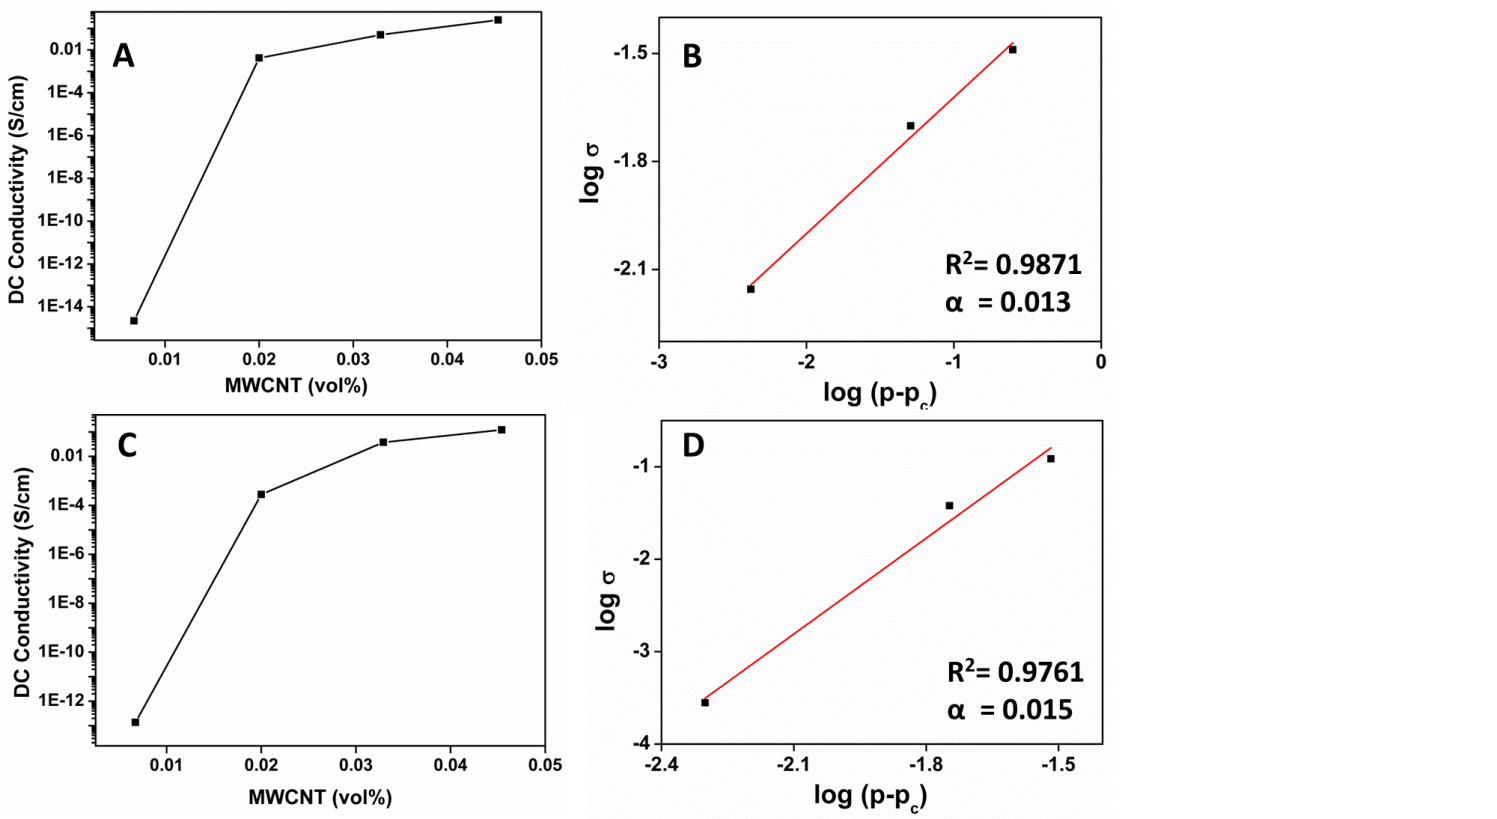 A
DC Conductivity (S/cm)
0.01
1E-4
1E-6
1E-8
1E-10
1E-12
1E-14
0.01 0.02 0.03 0.04 0.05
MWCNT (vol%)
B
log σ
-1.5
-1.8
-2.1
R²= 0.9871
α = 0.013
-3 -2 -1 0
log (p-pc)
C
DC Conductivity (S/cm)
0.01
1E-4
1E-6
1E-8
1E-10
1E-12
0.01 0.02 0.03 0.04 0.05
MWCNT (vol%)
D
log σ
-1
-2
-3
-4
R²= 0.9761
α = 0.015
-2.4 -2.1 -1.8 -1.5
log (p-pc)